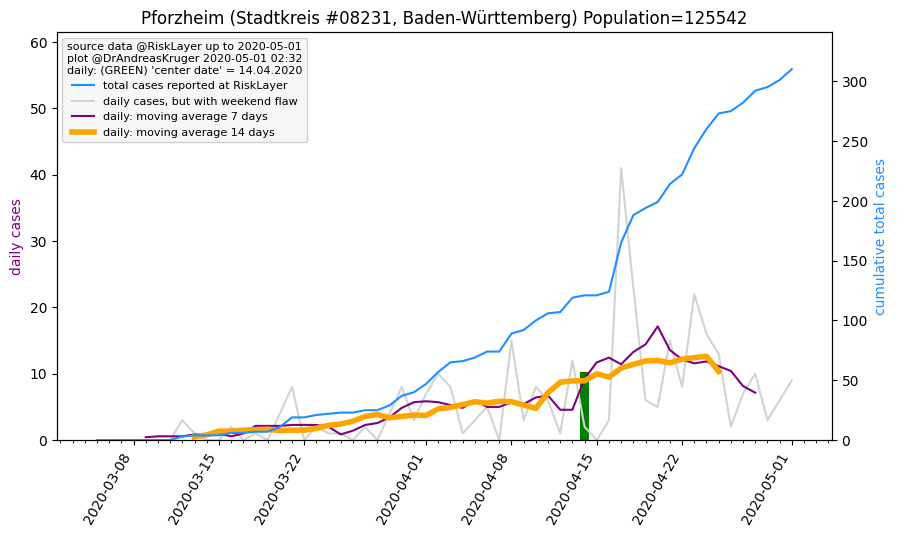 Pforzheim (Stadtkreis #08231, Baden-Württemberg) Population=125542
source data @RiskLayer up to 2020-05-01
plot @DrAndreasKruger 2020-05-01 02:32
daily: (GREEN) 'center date' = 14.04.2020
total cases reported at RiskLayer
daily cases, but with weekend flaw
daily: moving average 7 days
daily: moving average 14 days
daily cases
60
50
40
30
20
10
0
cumulative total cases
300
250
200
150
100
50
0
2020-03-08
2020-03-15
2020-03-22
2020-04-01
2020-04-08
2020-04-15
2020-04-22
2020-05-01